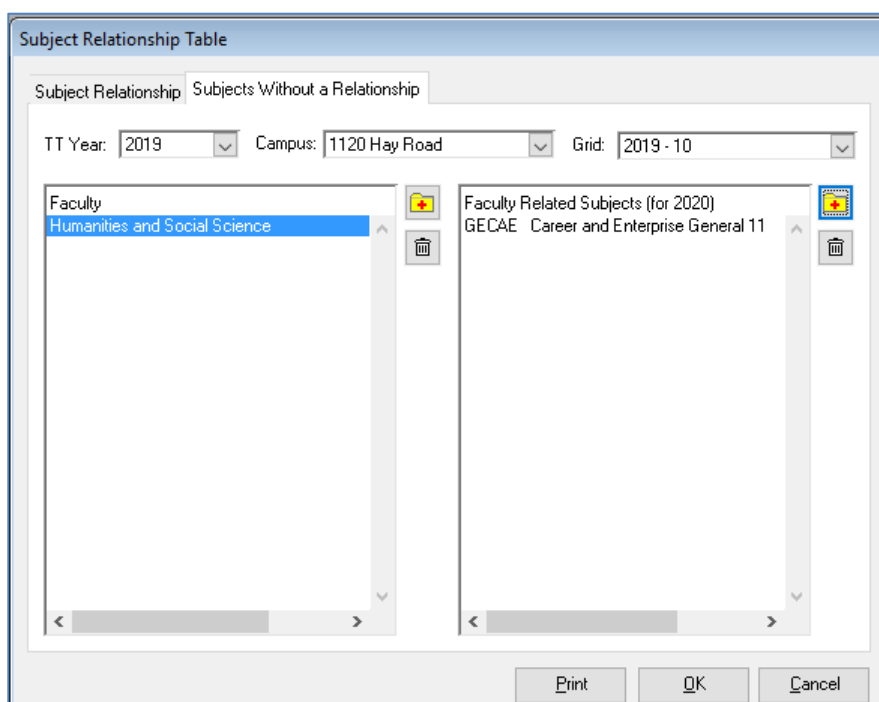 Subject Relationship Table
Subject Relationship Subjects Without a Relationship
TT Year: 2019 Campus: 1120 Hay Road Grid: 2019 - 10
Faculty
Humanities and Social Science
Faculty Related Subjects (for 2020)
GECAE Career and Enterprise General 11
Print OK Cancel